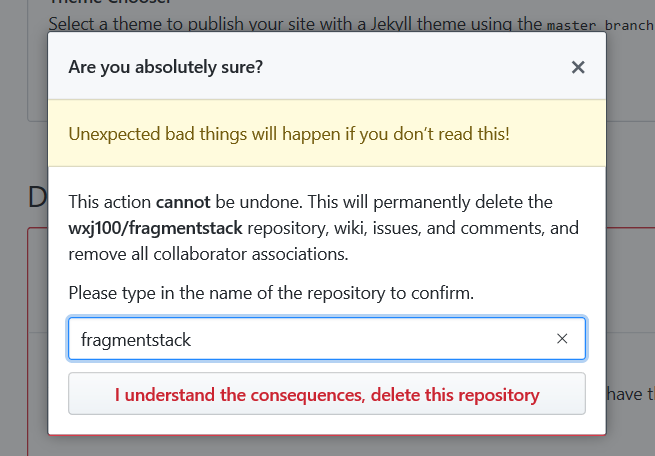 Theme Chooser
Select a theme to publish your site with a Jekyll theme using the master branch
Are you absolutely sure?
Unexpected bad things will happen if you don’t read this!
D
This action cannot be undone. This will permanently delete the
wxj100/fragmentstack repository, wiki, issues, and comments, and
remove all collaborator associations.
Please type in the name of the repository to confirm.
fragmentstack
I understand the consequences, delete this repository
have t